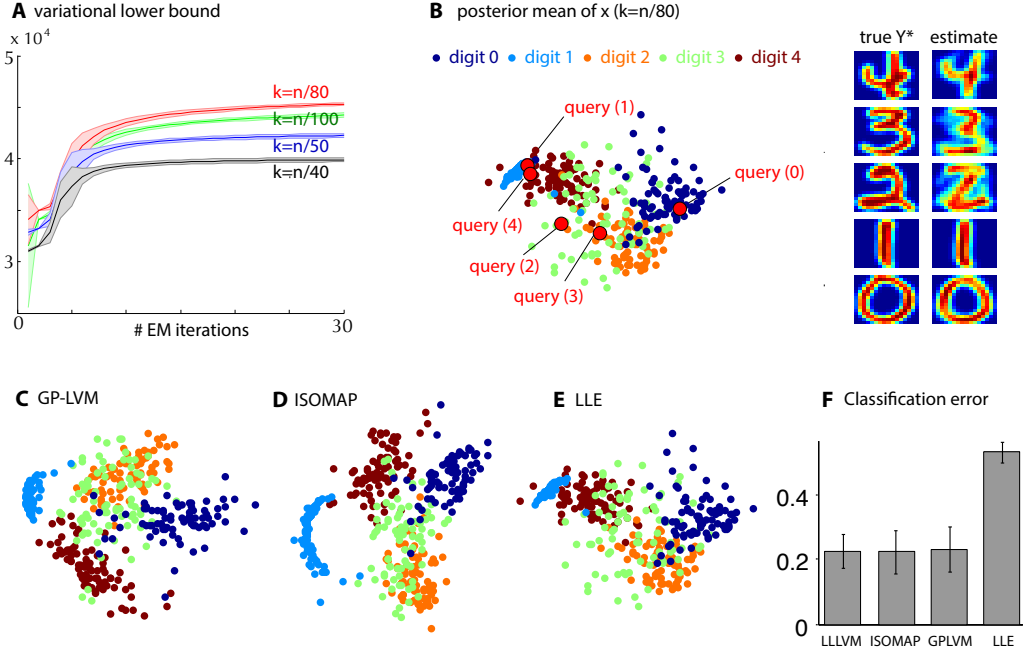 A variational lower bound
x 10⁴
5
4
3
k=n/80
k=n/100
k=n/50
k=n/40
0
# EM iterations
30
B posterior mean of x (k=n/80)
digit 0 digit 1 digit 2 digit 3 digit 4
query (1)
query (0)
query (4)
query (2)
query (3)
true Y* estimate
C GP-LVM
D ISOMAP
E LLE
F Classification error
0.4
0.2
0
LLLVM ISOMAP GPLVM LLE